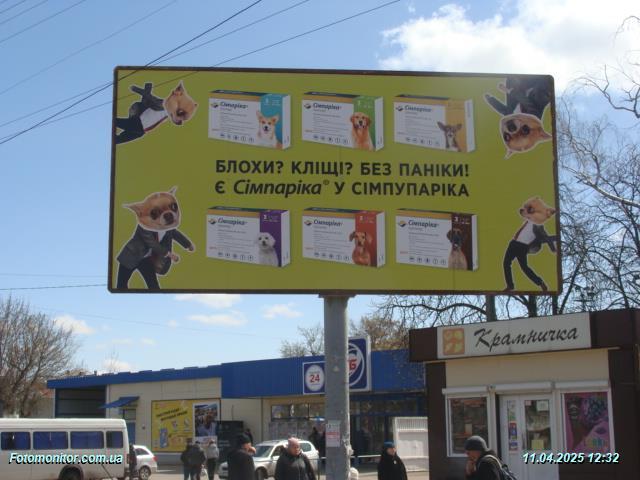 Сімпаріка
Сімпаріка
Сімпаріка
БЛОХИ? КЛІЩІ? БЕЗ ПАНІКИ!
Є Сімпаріка® У СІМПУПАРІКА
Сімпаріка
Сімпаріка
Сімпаріка
24
Крамничка
Fotomonitor.com.ua
11.04.2025 12:32